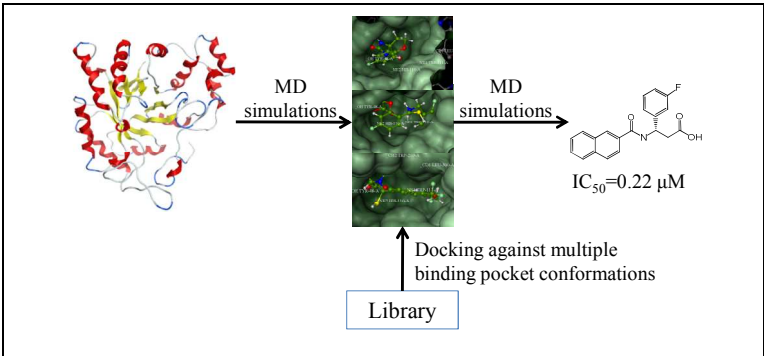 MD
simulations
MD
simulations
F
O
O
N
H
OH
IC50=0.22 μM
Docking against multiple
binding pocket conformations
Library